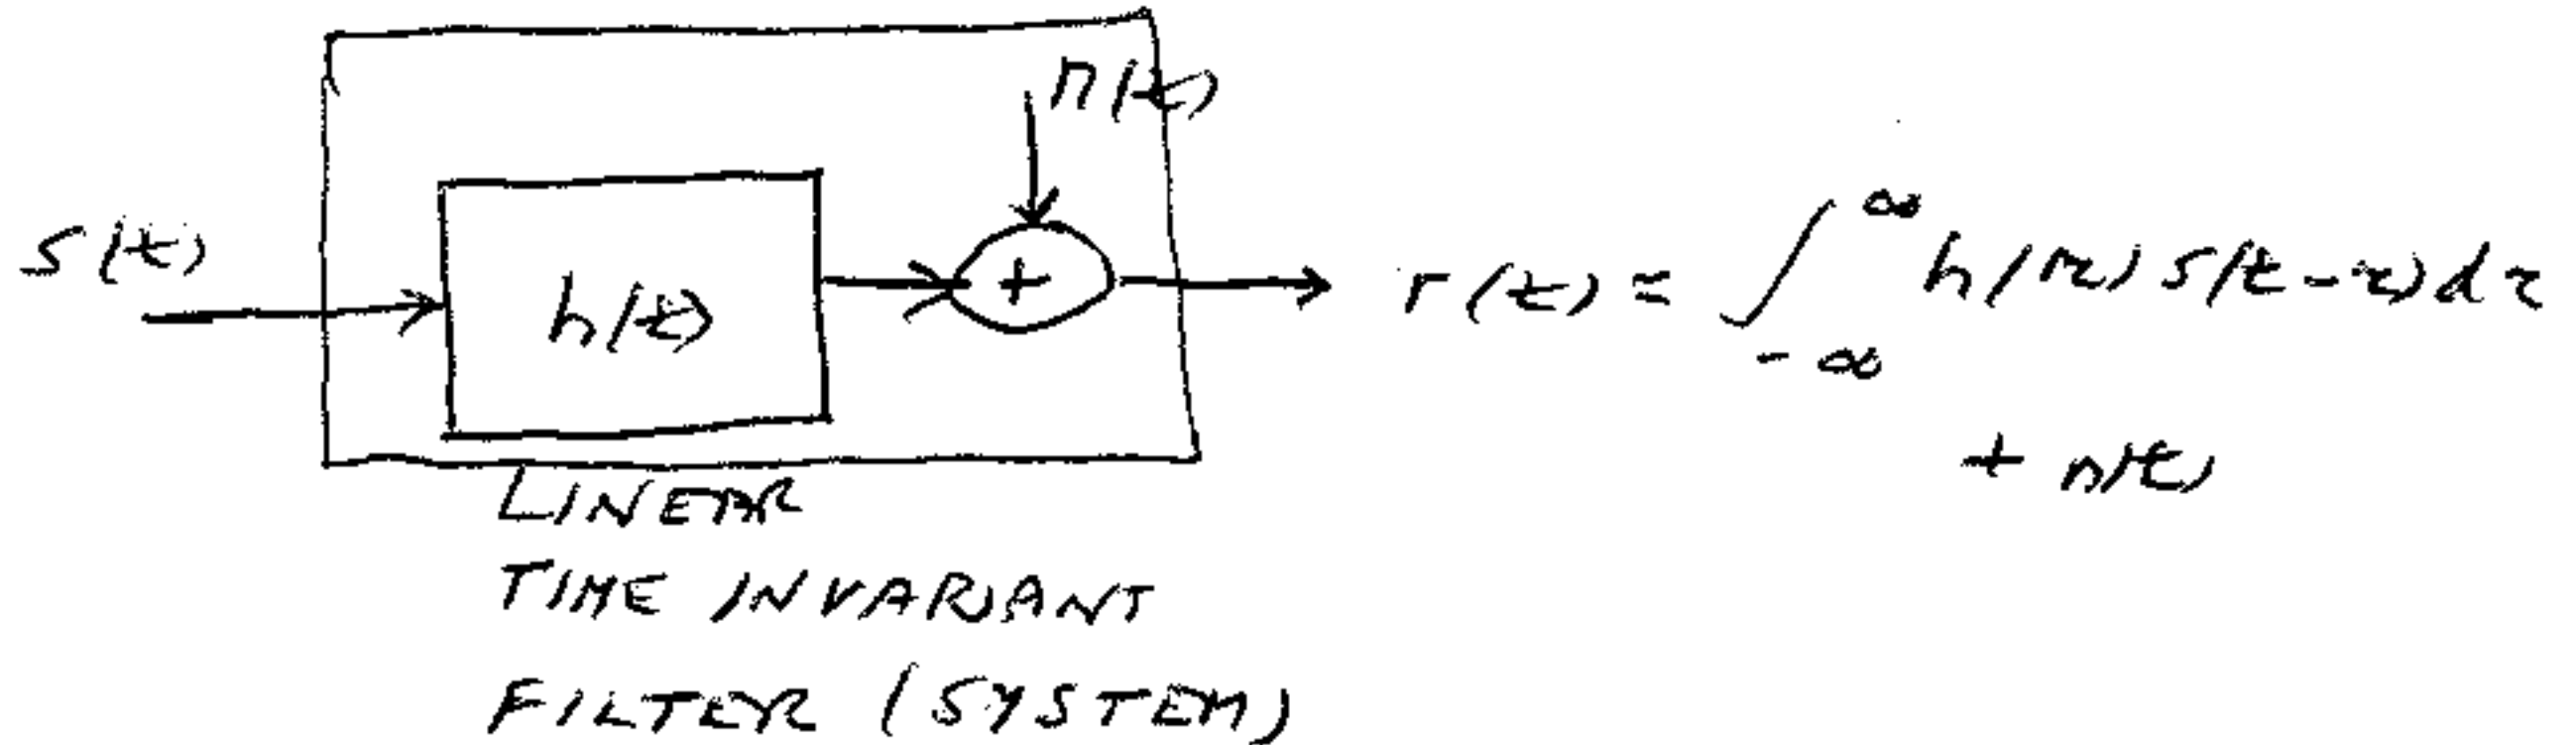 n(t)
s(t)
h(t)
+
r(t) = ∫_{-∞}^{∞} h(τ) s(t-τ) dτ
+ n(t)
LINEAR
TIME INVARIANT
FILTER (SYSTEM)